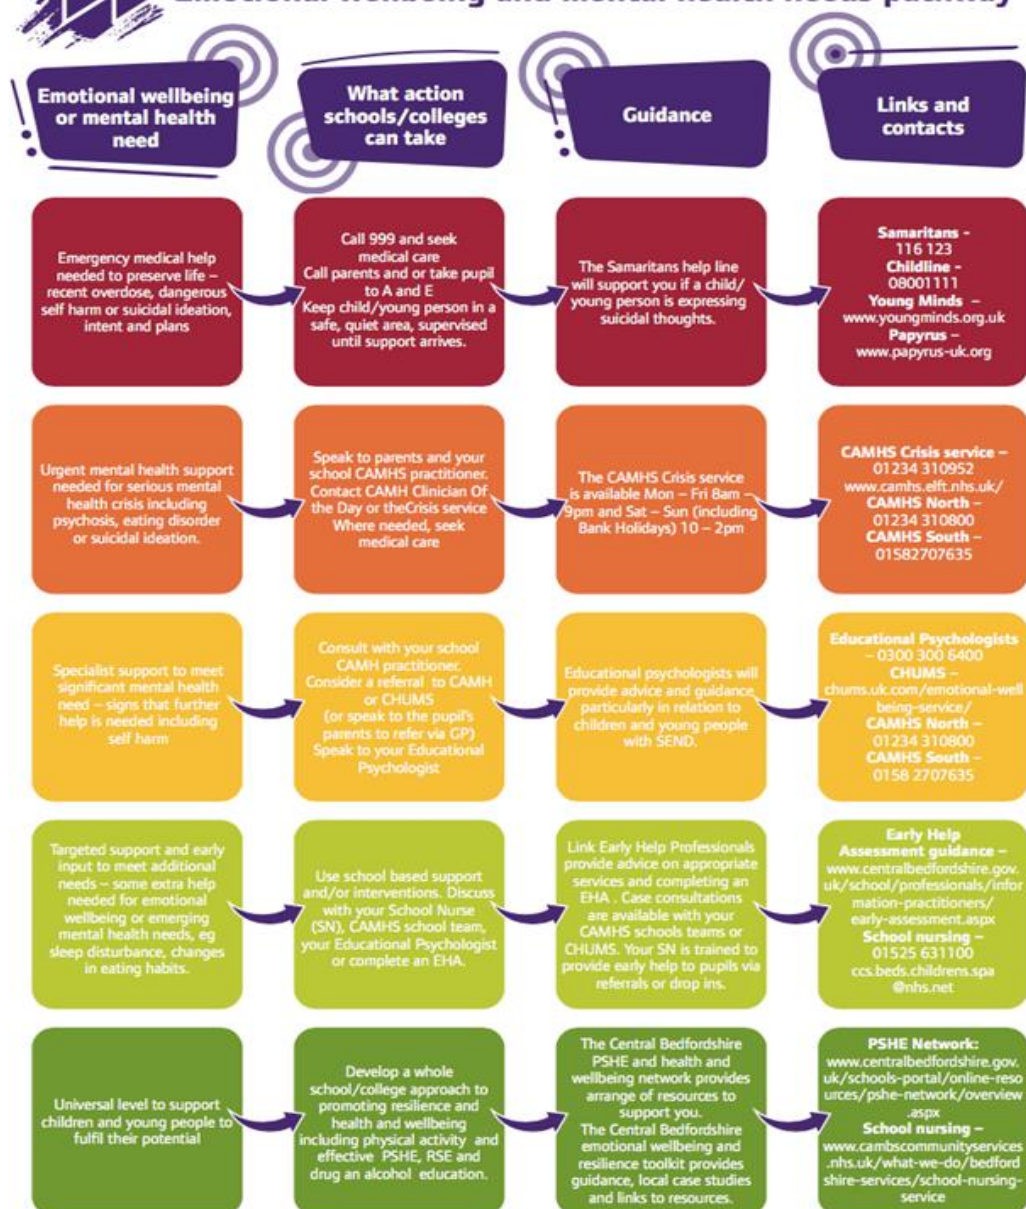 Emotional wellbeing and mental health needs pathway
Emotional wellbeing
or mental health
need
What action
schools/colleges
can take
Guidance
Links and
contacts
Emergency medical help
needed to preserve life –
recent overdose, dangerous
self harm or suicidal ideation,
intent and plans
Call 999 and seek
medical care
Call parents and or take pupil
to A and E
Keep child/young person in a
safe, quiet area, supervised
until support arrives.
The Samaritans help line
will support you if a child/
young person is expressing
suicidal thoughts.
Samaritans -
116 123
Childline -
08001111
Young Minds –
www.youngminds.org.uk
Papyrus –
www.papyrus-uk.org
Urgent mental health support
needed for serious mental
health crisis including
psychosis, eating disorder
or suicidal ideation.
Speak to parents and your
school CAMHS practitioner.
Contact CAMH Clinician Of
the Day or theCrisis service
Where needed, seek
medical care
The CAMHS Crisis service
is available Mon – Fri 8am –
9pm and Sat – Sun (including
Bank Holidays) 10 – 2pm
CAMHS Crisis service –
01234 310952
www.camhs.elft.nhs.uk/
CAMHS North –
01234 310800
CAMHS South –
01582707635
Specialist support to meet
significant mental health
need – signs that further
help is needed including
self harm
Consult with your school
CAMH practitioner.
Consider a referral to CAMH
or CHUMS
(or speak to the pupil's
parents to refer via GP)
Speak to your Educational
Psychologist
Educational psychologists will
provide advice and guidance
particularly in relation to
children and young people
with SEND.
Educational Psychologists
– 0300 300 6400
CHUMS –
chums.uk.com/emotional-well
being-service/
CAMHS North –
01234 310800
CAMHS South –
0158 2707635
Targeted support and early
input to meet additional
needs – some extra help
needed for emotional
wellbeing or emerging
mental health needs, eg
sleep disturbance, changes
in eating habits.
Use school based support
and/or interventions. Discuss
with your School Nurse
(SN), CAMHS school team,
your Educational Psychologist
or complete an EHA.
Link Early Help Professionals
provide advice on appropriate
services and completing an
EHA . Case consultations
are available with your
CAMHS schools teams or
CHUMS. Your SN is trained to
provide early help to pupils via
referrals or drop ins.
Early Help
Assessment guidance –
www.centralbedfordshire.gov.
uk/school/professionals/infor
mation-practitioners/
early-assessment.aspx
School nursing –
01525 631100
ccs.beds.childrens.spa
@nhs.net
Universal level to support
children and young people to
fulfil their potential
Develop a whole
school/college approach to
promoting resilience and
health and wellbeing
including physical activity and
effective PSHE, RSE and
drug an alcohol education.
The Central Bedfordshire
PSHE and health and
wellbeing network provides
arrange of resources to
support you.
The Central Bedfordshire
emotional wellbeing and
resilience toolkit provides
guidance, local case studies
and links to resources.
PSHE Network:
www.centralbedfordshire.gov.
uk/schools-portal/online-reso
urces/pshe-network/overview
.aspx
School nursing –
www.cambscommunityservices
.nhs.uk/what-we-do/bedford
shire-services/school-nursing-
service